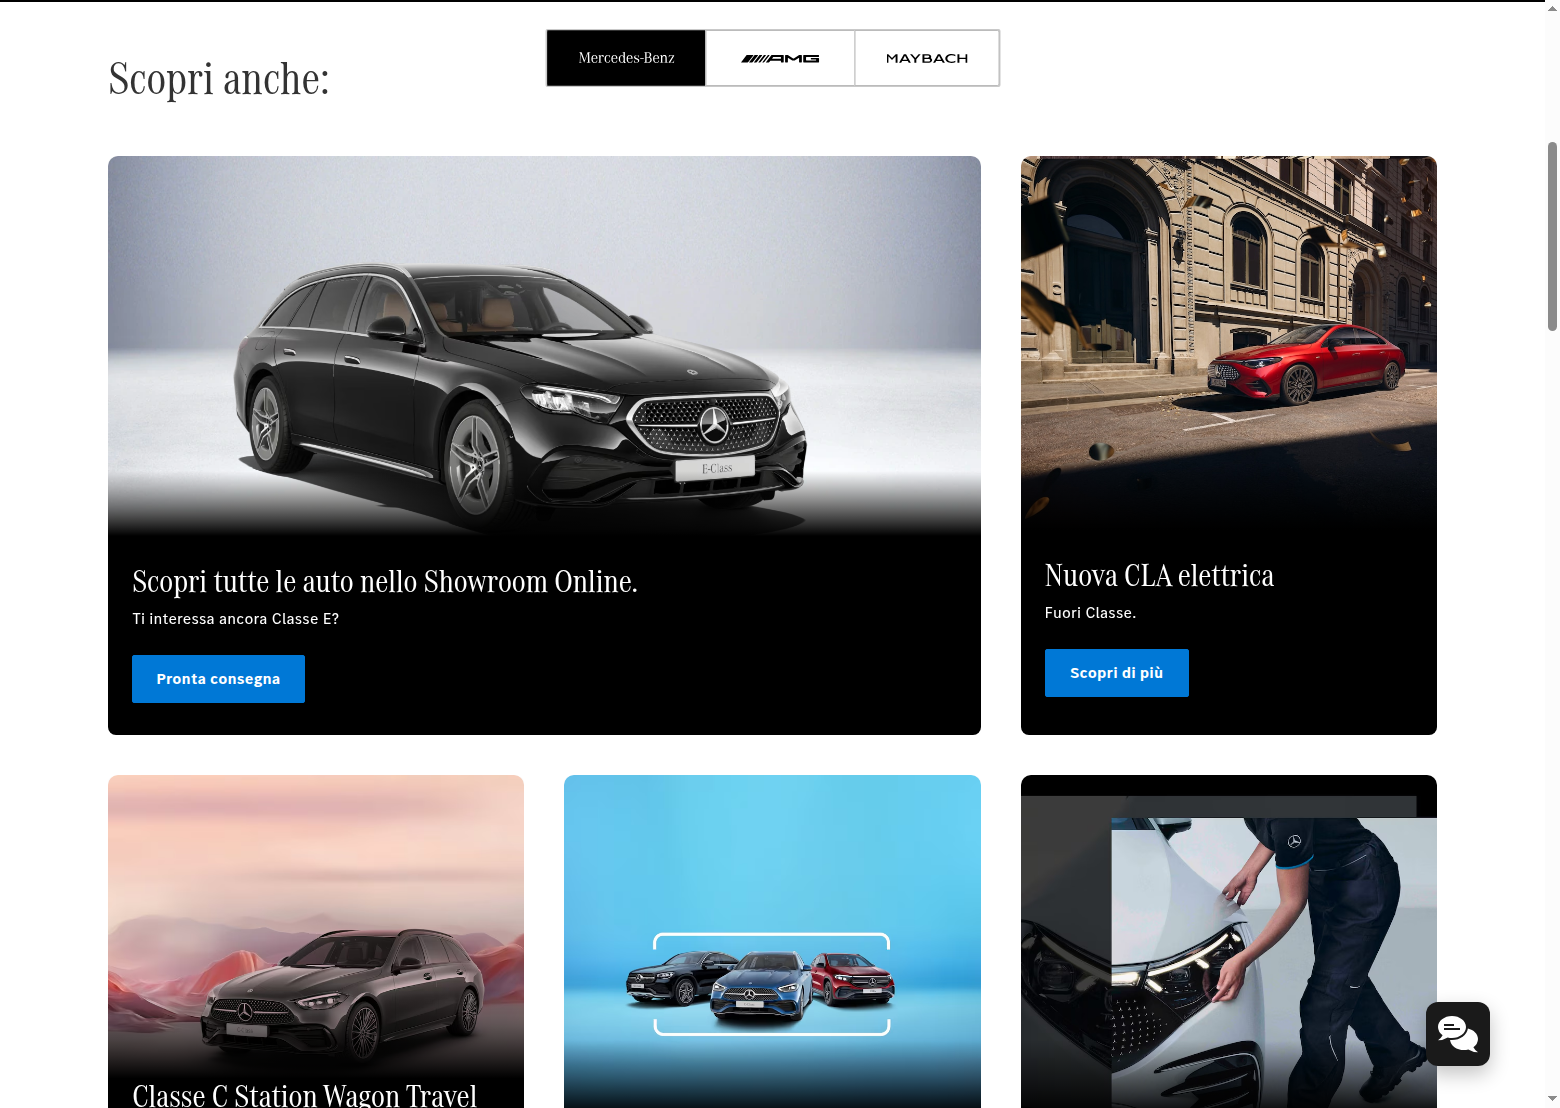 Scopri anche:
Mercedes-Benz
AMG
MAYBACH
E-Class
Scopri tutte le auto nello Showroom Online.
Ti interessa ancora Classe E?
Pronta consegna
Nuova CLA elettrica
Fuori Classe.
Scopri di più
Classe C Station Wagon Travel